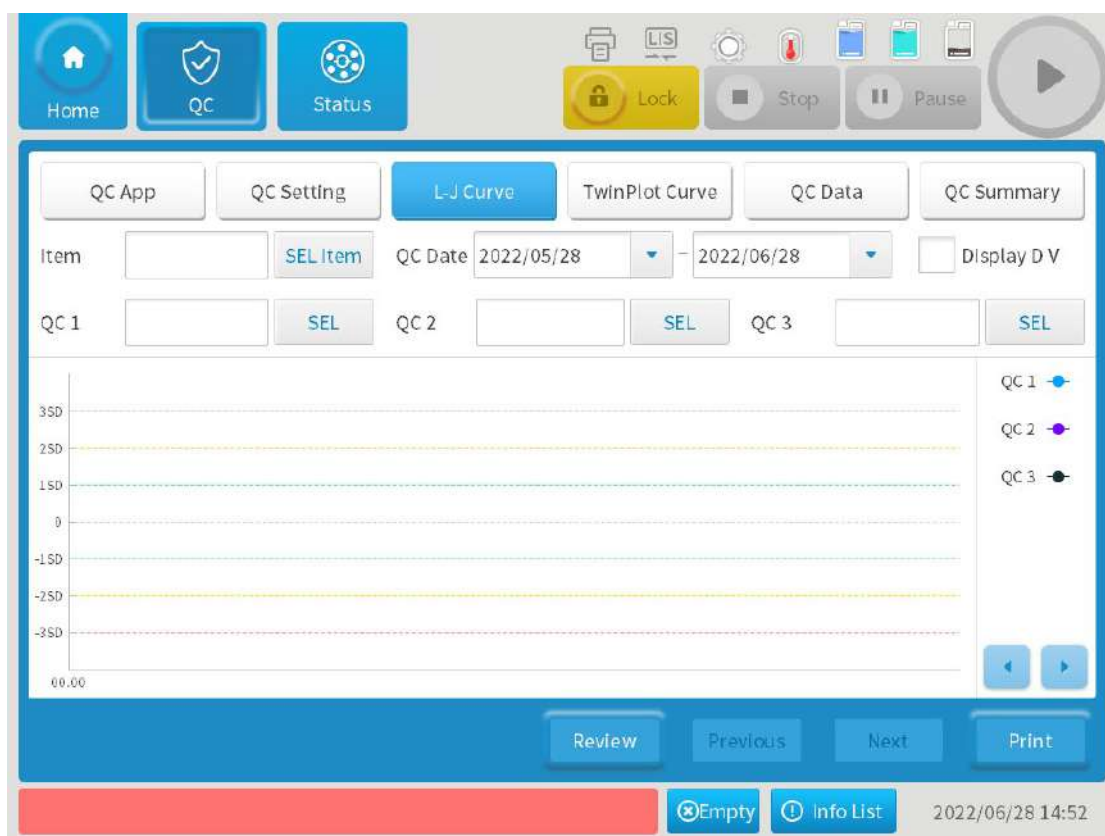 LIS
Home
QC
Status
Lock
Stop
Pause
QC App
QC Setting
L-J Curve
TwinPlot Curve
QC Data
QC Summary
Item
SEL Item
QC Date
2022/05/28
-
2022/06/28
Display D V
QC 1
SEL
QC 2
SEL
QC 3
SEL
3SD
2SD
1SD
0
-1SD
-2SD
-3SD
00.00
QC 1
QC 2
QC 3
Review
Previous
Next
Print
Empty
Info List
2022/06/28 14:52